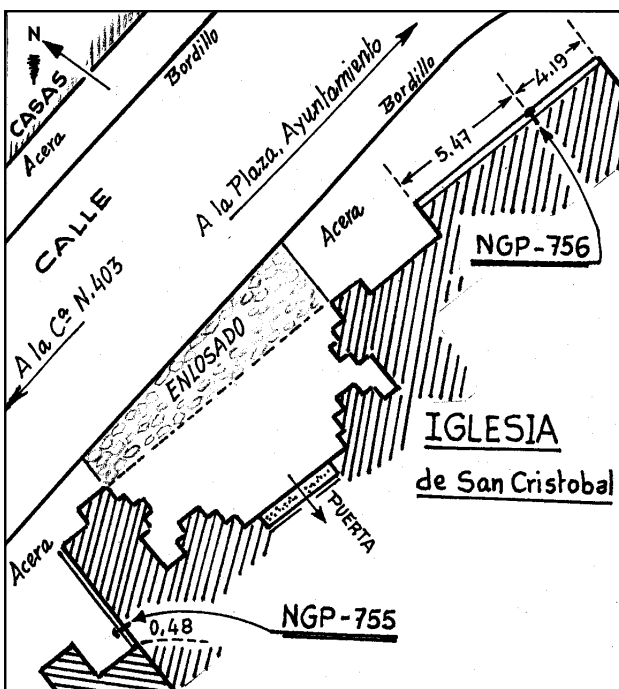 N
CASAS
Acera
Bordillo
CALLE
A la Plaza, Ayuntamiento
Bordillo
4.19
5.47
NGP-756
Acera
A la Cª N.403
ENLOSADO
IGLESIA
de San Cristobal
PUERTA
Acera
0,48
NGP-755